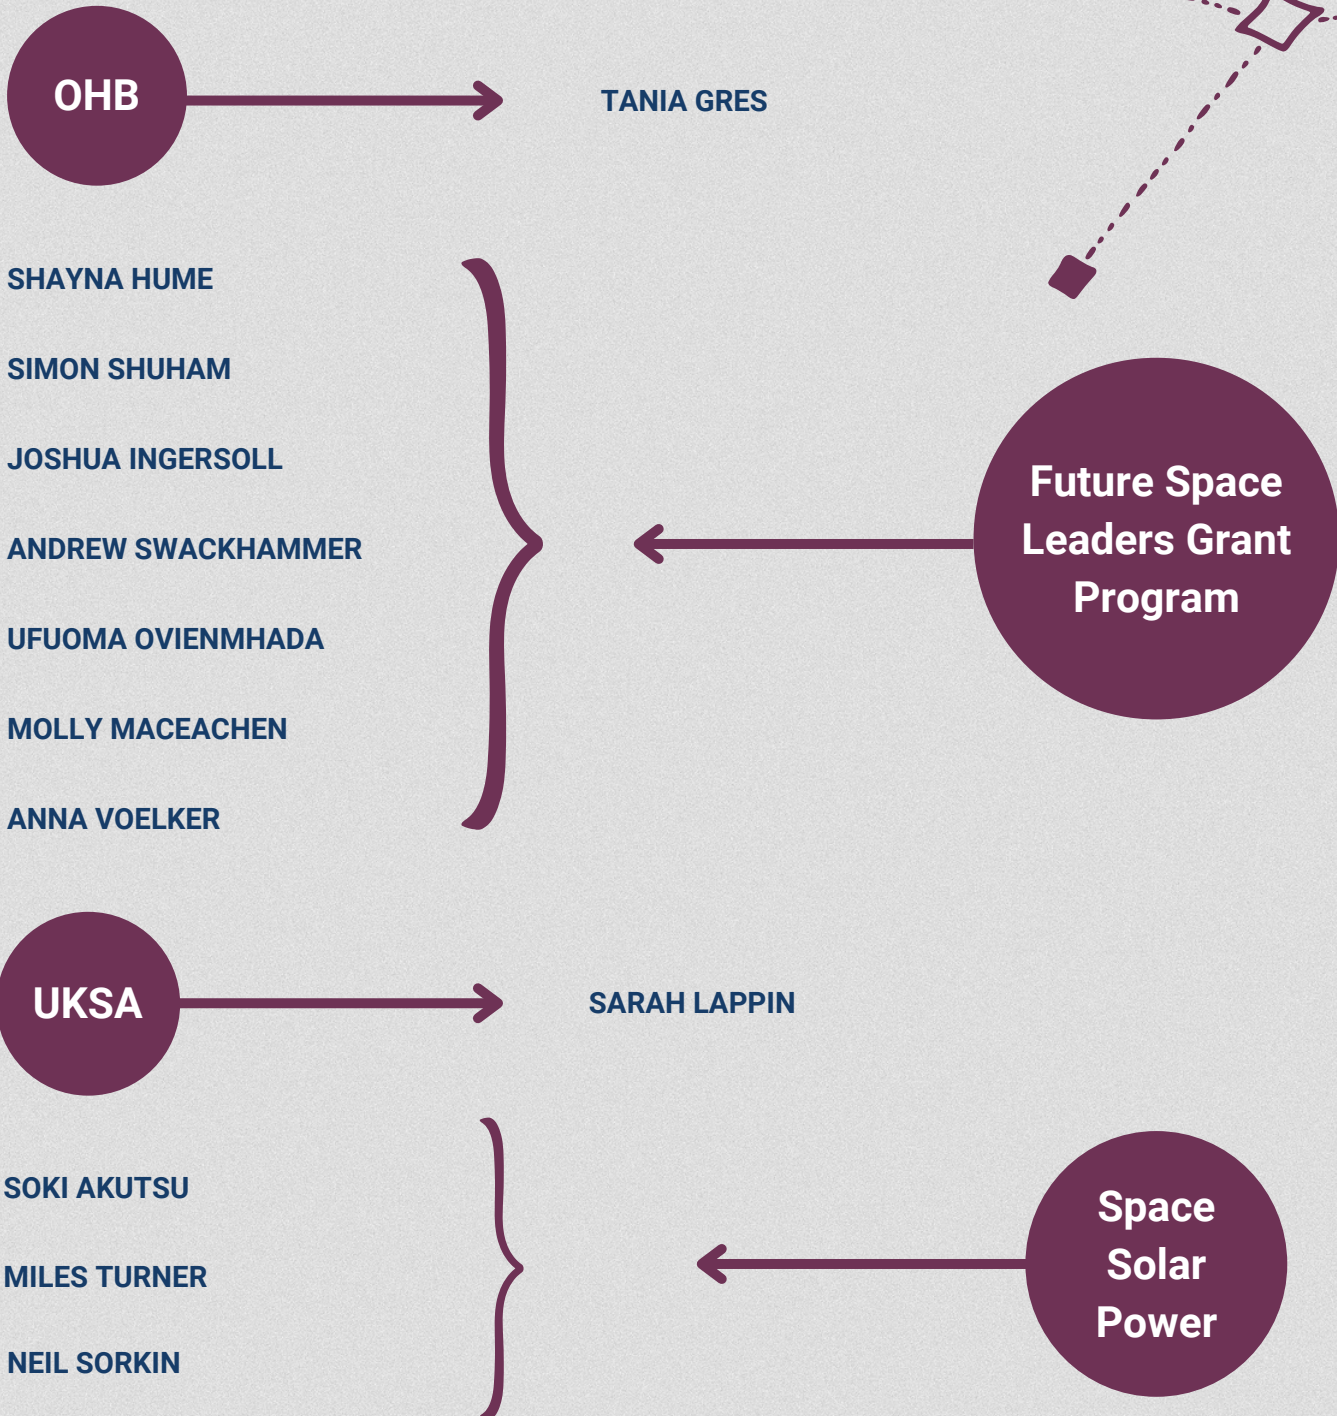 OHB
TANIA GRES
SHAYNA HUME
SIMON SHUHAM
JOSHUA INGERSOLL
ANDREW SWACKHAMMER
UFUOMA OVIENMHADA
MOLLY MACEACHEN
ANNA VOELKER
Future Space
Leaders Grant
Program
UKSA
SARAH LAPPIN
SOKI AKUTSU
MILES TURNER
NEIL SORKIN
Space
Solar
Power